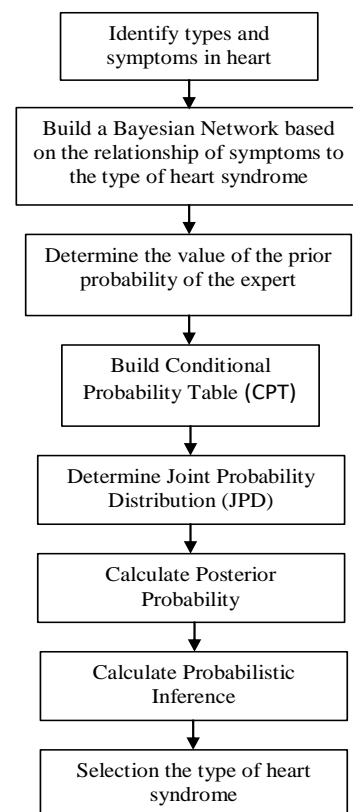 Identify types and
symptoms in heart
Build a Bayesian Network based
on the relationship of symptoms to
the type of heart syndrome
Determine the value of the prior
probability of the expert
Build Conditional
Probability Table (CPT)
Determine Joint Probability
Distribution (JPD)
Calculate Posterior
Probability
Calculate Probabilistic
Inference
Selection the type of heart
syndrome